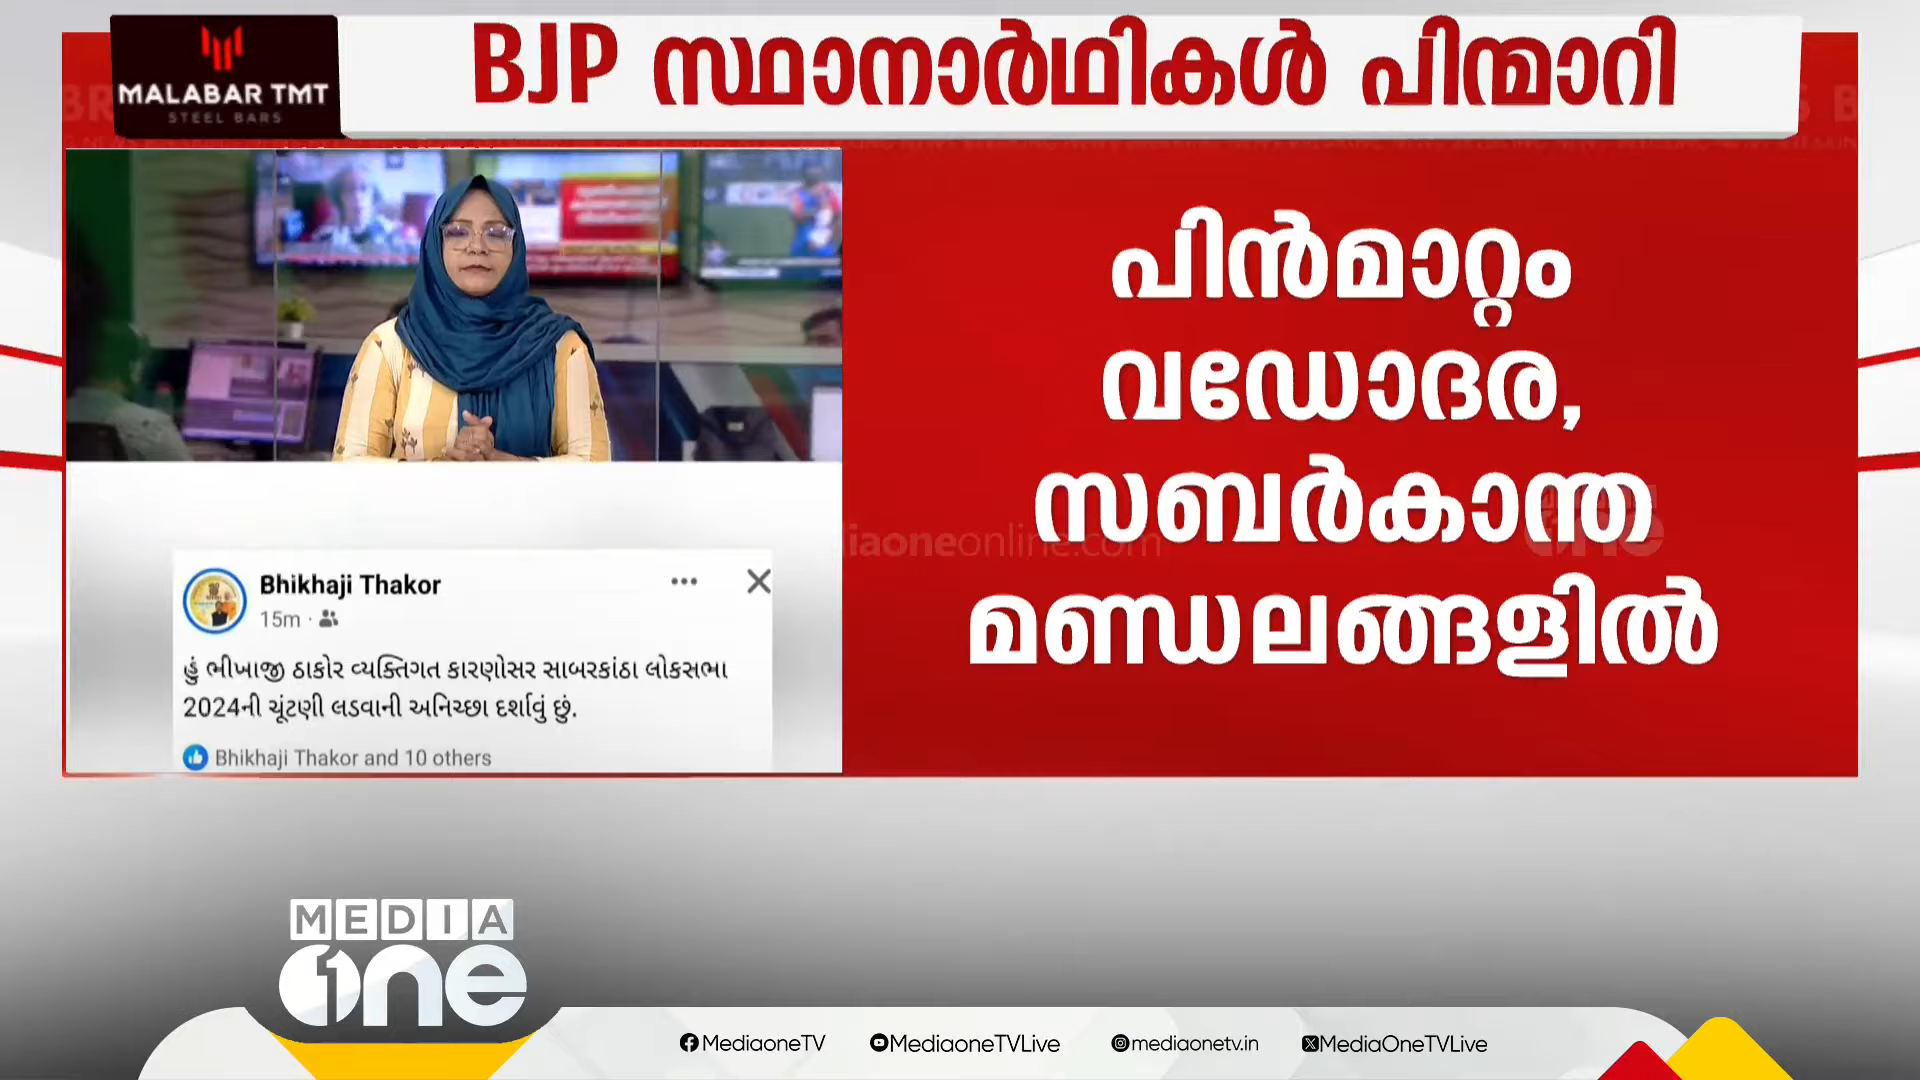 MALABAR TMT
STEEL BARS
BJP സ്ഥാനാർഥികൾ പിന്മാറി
പിൻമാറ്റം
വഡോദര,
സബർകാന്ത
മണ്ഡലങ്ങളിൽ
mediaoneonline.com
Bhikhaji Thakor
15m ·
હું ભીખાજી ઠાકોર વ્યક્તિગત કારણોસર સાબરકાંઠા લોકસભા
2024ની ચૂંટણી લડવાની અનિચ્છા દર્શાવું છું.
Bhikhaji Thakor and 10 others
MEDIA
one
MediaoneTV
MediaoneTVLive
mediaonetv.in
MediaOneTVLive